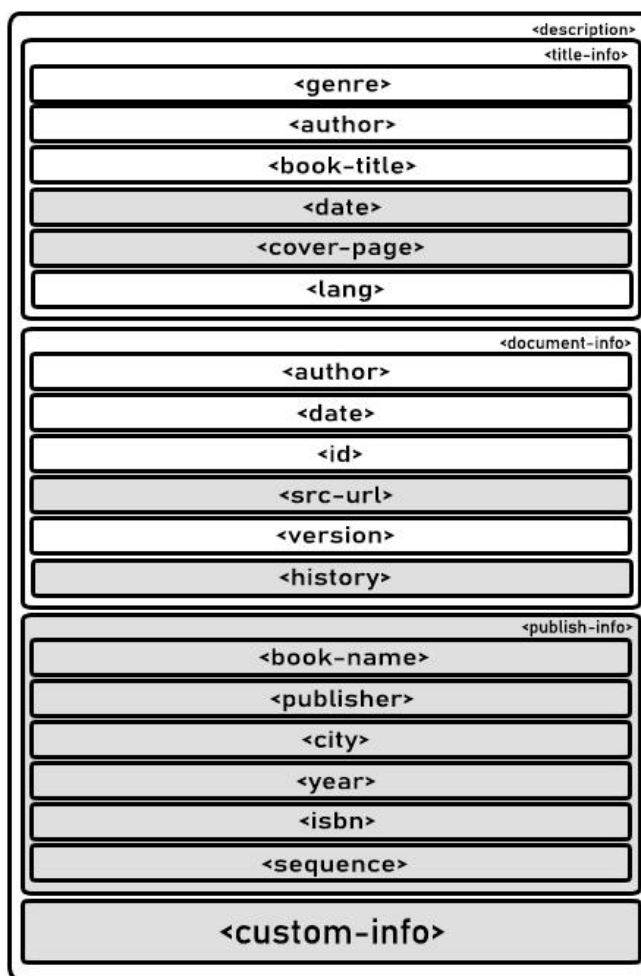 <description>
<title-info>
<genre>
<author>
<book-title>
<date>
<cover-page>
<lang>
<document-info>
<author>
<date>
<id>
<src-url>
<version>
<history>
<publish-info>
<book-name>
<publisher>
<city>
<year>
<isbn>
<sequence>
<custom-info>